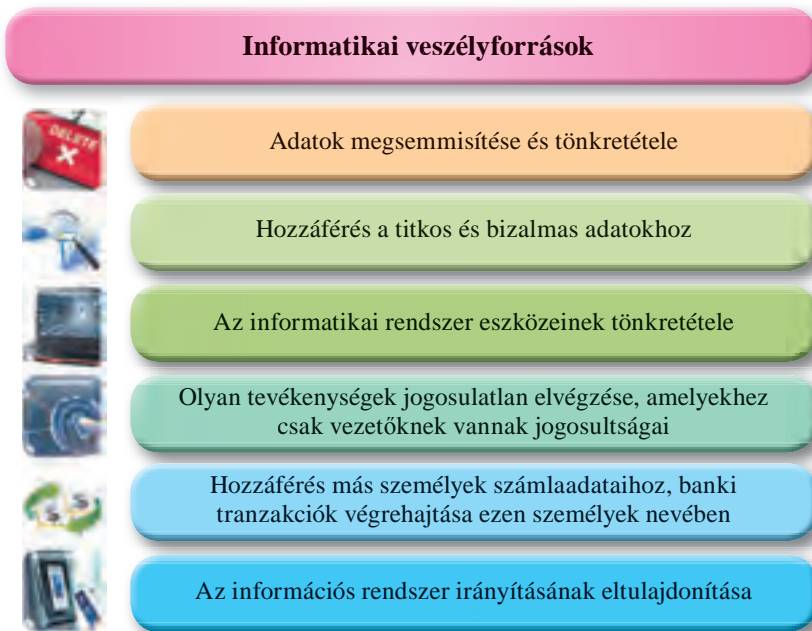 Informatikai veszélyforrások
DELETE
Adatok megsemmisítése és tönkretétele
Hozzáférés a titkos és bizalmas adatokhoz
Az informatikai rendszer eszközeinek tönkretétele
Olyan tevékenységek jogosulatlan elvégzése, amelyekhez
csak vezetőknek vannak jogosultságai
Hozzáférés más személyek számlaadataihoz, banki
tranzakciók végrehajtása ezen személyek nevében
Az információs rendszer irányításának eltulajdonítása